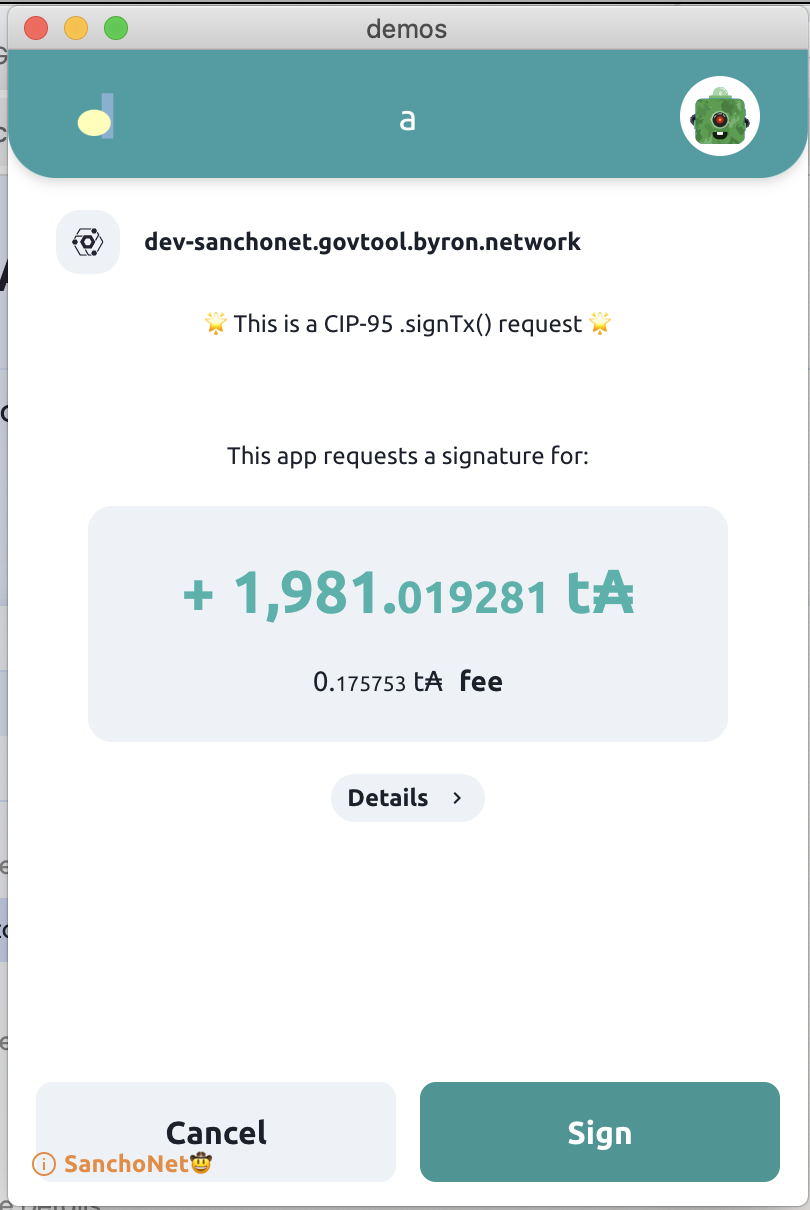 demos
a
dev-sanchonet.govtool.byron.network
🌟 This is a CIP-95 .signTx() request 🌟
This app requests a signature for:
+ 1,981.019281 t₳
0.175753 t₳ fee
Details >
Cancel
Sign
SanchoNet🤠